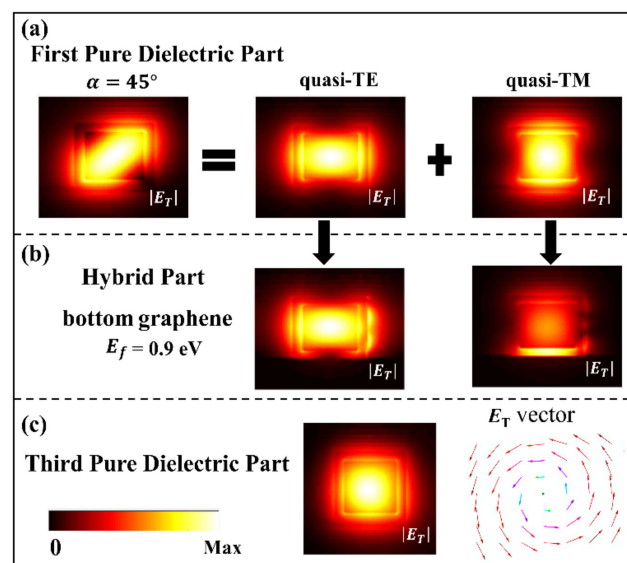 (a)
First Pure Dielectric Part
α = 45°
quasi-TE
quasi-TM
|E_T|
|E_T|
|E_T|
(b)
Hybrid Part
bottom graphene
E_f = 0.9 eV
|E_T|
|E_T|
(c)
E_T vector
Third Pure Dielectric Part
|E_T|
0
Max